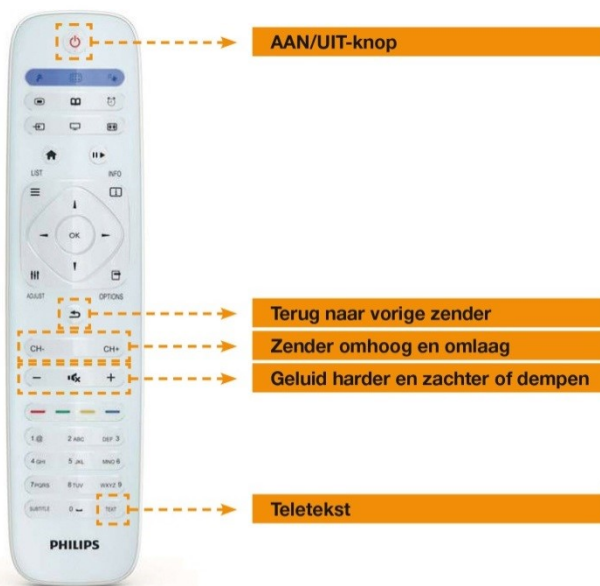 AAN/UIT-knop
LIST INFO
OK
ADJUST OPTIONS
Terug naar vorige zender
CH- CH+
Zender omhoog en omlaag
− +
Geluid harder en zachter of dempen
1.@ 2 ABC DEF 3
4 GHI 5 JKL MNO 6
7 PQRS 8 TUV WXYZ 9
SUBTITLE 0 TEXT
Teletekst
PHILIPS